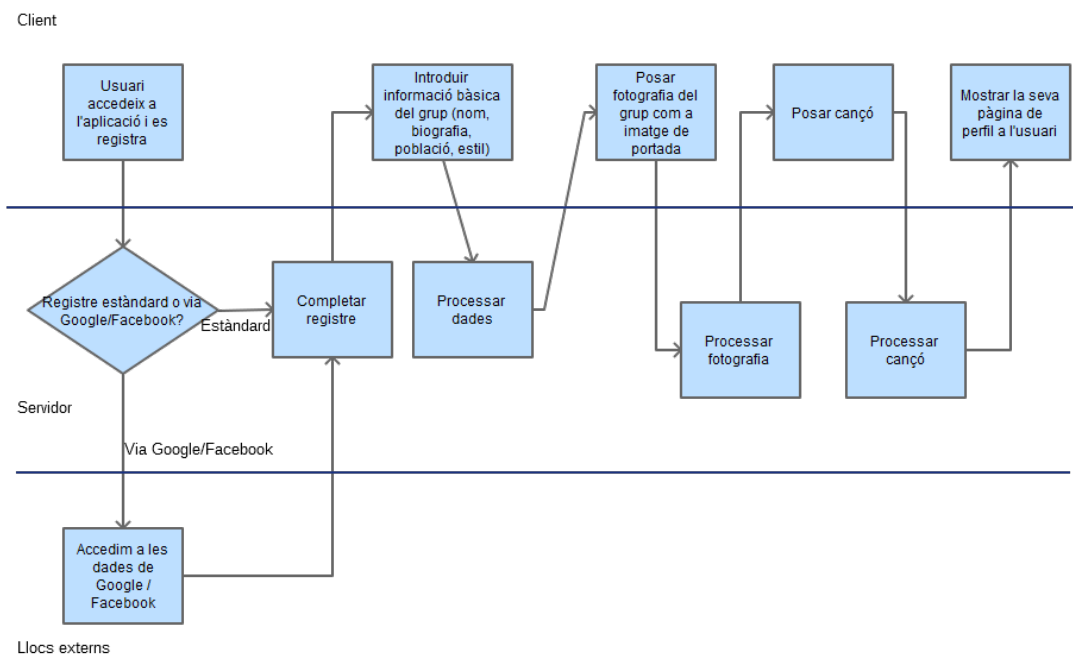 Client
Usuari
accedeix a
l'aplicació i es
registra
Introduir
informació bàsica
del grup (nom,
biografia,
població, estil)
Posar
fotografia del
grup com a
imatge de
portada
Posar cançó
Mostrar la seva
pàgina de
perfil a l'usuari
Registre estàndard o via
Google/Facebook?
Estàndard
Completar
registre
Processar
dades
Processar
fotografia
Processar
cançó
Servidor
Via Google/Facebook
Accedim a les
dades de
Google /
Facebook
Llocs externs